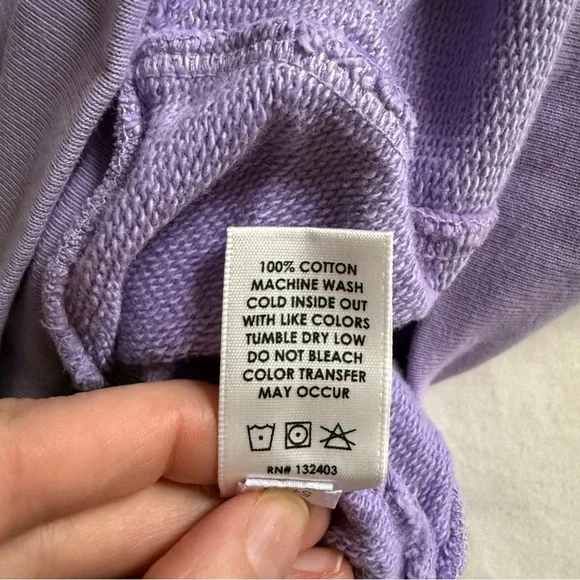 100% COTTON
MACHINE WASH
COLD INSIDE OUT
WITH LIKE COLORS
TUMBLE DRY LOW
DO NOT BLEACH
COLOR TRANSFER
MAY OCCUR
RN# 132403